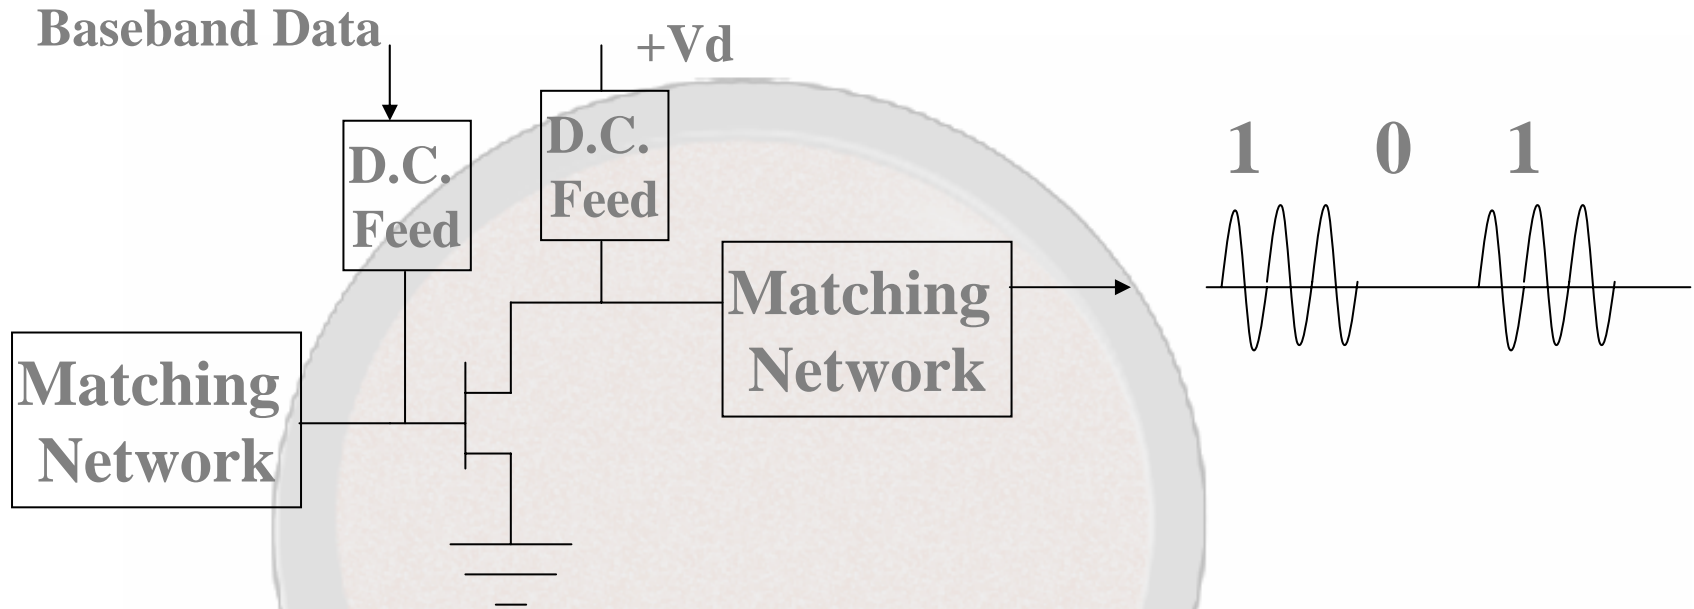 Baseband Data
+Vd
D.C.
Feed
D.C.
Feed
1 0 1
Matching
Network
Matching
Network